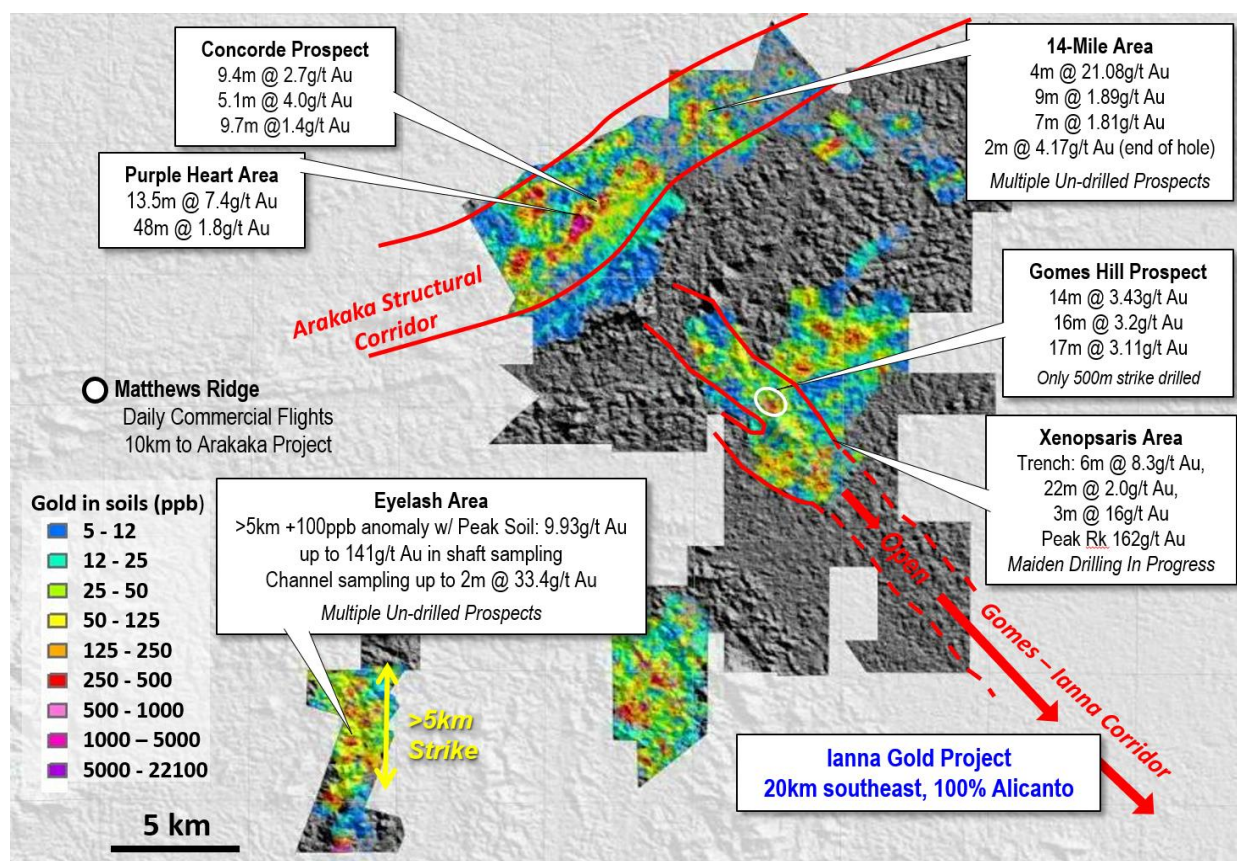 Concorde Prospect
9.4m @ 2.7g/t Au
5.1m @ 4.0g/t Au
9.7m @1.4g/t Au
Purple Heart Area
13.5m @ 7.4g/t Au
48m @ 1.8g/t Au
14-Mile Area
4m @ 21.08g/t Au
9m @ 1.89g/t Au
7m @ 1.81g/t Au
2m @ 4.17g/t Au (end of hole)
Multiple Un-drilled Prospects
Arakaka Structural
Corridor
Gomes Hill Prospect
14m @ 3.43g/t Au
16m @ 3.2g/t Au
17m @ 3.11g/t Au
Only 500m strike drilled
Matthews Ridge
Daily Commercial Flights
10km to Arakaka Project
Xenopsaris Area
Trench: 6m @ 8.3g/t Au,
22m @ 2.0g/t Au,
3m @ 16g/t Au
Peak Rk 162g/t Au
Maiden Drilling In Progress
Eyelash Area
>5km +100ppb anomaly w/ Peak Soil: 9.93g/t Au
up to 141g/t Au in shaft sampling
Channel sampling up to 2m @ 33.4g/t Au
Multiple Un-drilled Prospects
Gold in soils (ppb)
5 - 12
12 - 25
25 - 50
50 - 125
125 - 250
250 - 500
500 - 1000
1000 – 5000
5000 - 22100
5 km
>5km
Strike
Open
Gomes – Ianna Corridor
Ianna Gold Project
20km southeast, 100% Alicanto